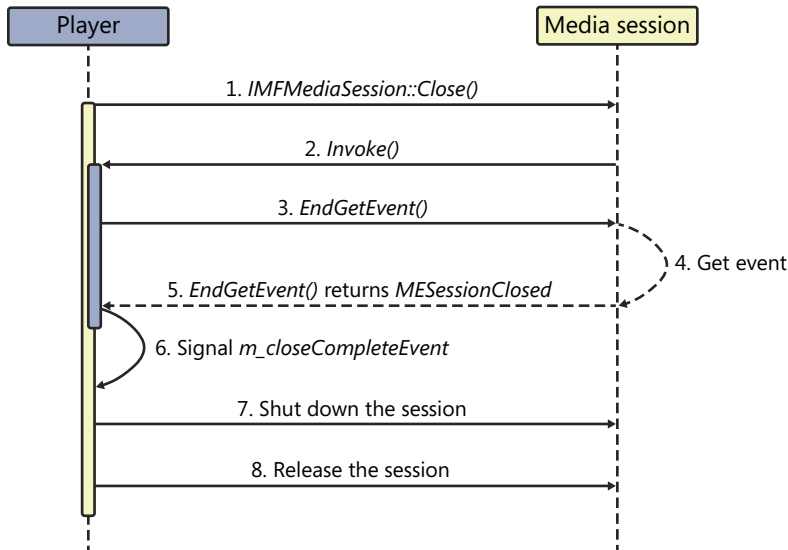 Player
Media session
1. IMFMediaSession::Close()
2. Invoke()
3. EndGetEvent()
4. Get event
5. EndGetEvent() returns MESessionClosed
6. Signal m_closeCompleteEvent
7. Shut down the session
8. Release the session